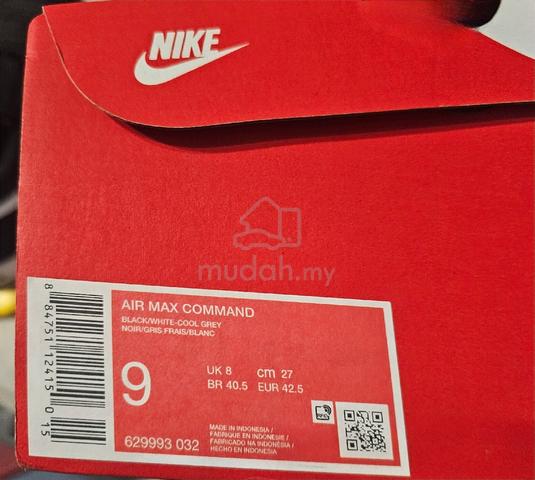 NIKE
mudah.my
AIR MAX COMMAND
BLACK/WHITE-COOL GREY
NOIR/GRIS FRAIS/BLANC
9
UK 8 cm 27
BR 40.5 EUR 42.5
629993 032
MADE IN INDONESIA /
FABRIQUE EN INDONESIE /
FABRICADO NA INDONÉSIA /
HECHO EN INDONESIA
8 84751 12415 0 15